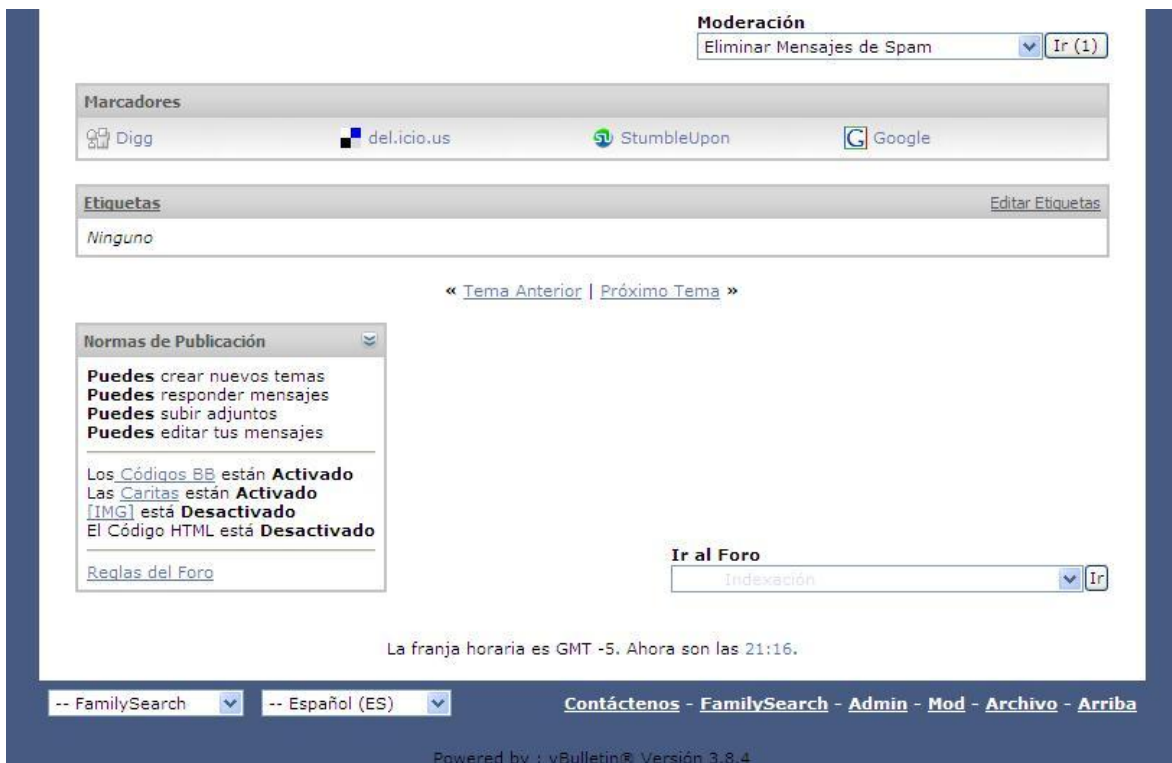 Moderación
Eliminar Mensajes de Spam Ir (1)
Marcadores
Digg del.icio.us StumbleUpon Google
Etiquetas Editar Etiquetas
Ninguno
« Tema Anterior | Próximo Tema »
Normas de Publicación
Puedes crear nuevos temas
Puedes responder mensajes
Puedes subir adjuntos
Puedes editar tus mensajes
Los Códigos BB están Activado
Las Caritas están Activado
[IMG] está Desactivado
El Código HTML está Desactivado
Reglas del Foro
Ir al Foro
Indexación Ir
La franja horaria es GMT -5. Ahora son las 21:16.
-- FamilySearch -- Español (ES) Contáctenos - FamilySearch - Admin - Mod - Archivo - Arriba
Powered by : vBulletin® Versión 3.8.4